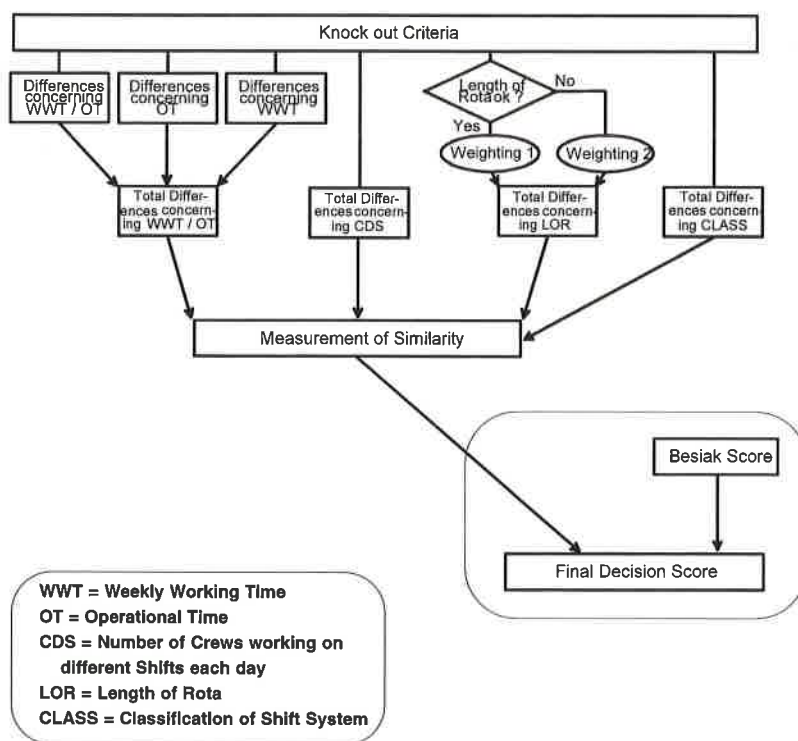 Knock out Criteria
Differences
concerning
WWT / OT
Differences
concerning
OT
Differences
concerning
WWT
Length of
Rota ok ?
No
Yes
Weighting 1
Weighting 2
Total Differ-
ences concern-
ing WWT / OT
Total Differ-
ences concern-
ing CDS
Total Differ-
ences concern-
ing LOR
Total Differ-
ences concern-
ing CLASS
Measurement of Similarity
Besiak Score
Final Decision Score
WWT = Weekly Working Time
OT = Operational Time
CDS = Number of Crews working on
different Shifts each day
LOR = Length of Rota
CLASS = Classification of Shift System